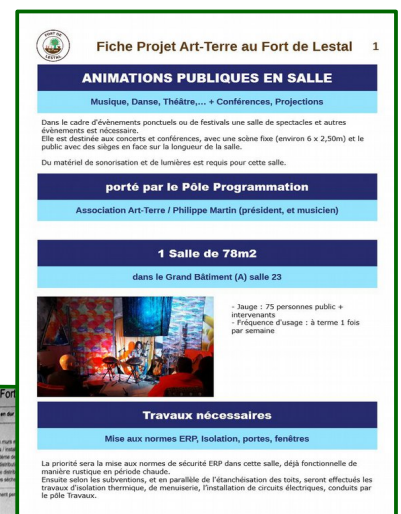 FORT DE
LESTAL
Fiche Projet Art-Terre au Fort de Lestal 1
ANIMATIONS PUBLIQUES EN SALLE
Musique, Danse, Théâtre,... + Conférences, Projections
Dans le cadre d'évènements ponctuels ou de festivals une salle de spectacles et autres
évènements est nécessaire.
Elle est destinée aux concerts et conférences, avec une scène fixe (environ 6 x 2,50m) et le
public avec des sièges en face sur la longueur de la salle.
Du matériel de sonorisation et de lumières est requis pour cette salle.
porté par le Pôle Programmation
Association Art-Terre / Philippe Martin (président, et musicien)
1 Salle de 78m2
dans le Grand Bâtiment (A) salle 23
- Jauge : 75 personnes public +
intervenants
- Fréquence d'usage : à terme 1 fois
par semaine
Travaux nécessaires
Mise aux normes ERP, Isolation, portes, fenêtres
La priorité sera la mise aux normes de sécurité ERP dans cette salle, déjà fonctionnelle de
manière rustique en période chaude.
Ensuite selon les subventions, et en parallèle de l'étanchéisation des toits, seront effectués les
travaux d'isolation thermique, de menuiserie, l'installation de circuits électriques, conduits par
le pôle Travaux.
Fort